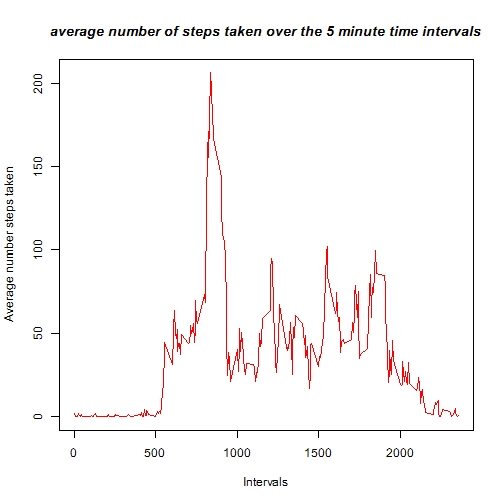 average number of steps taken over the 5 minute time intervals
Average number steps taken
200
150
100
50
0
0 500 1000 1500 2000
Intervals